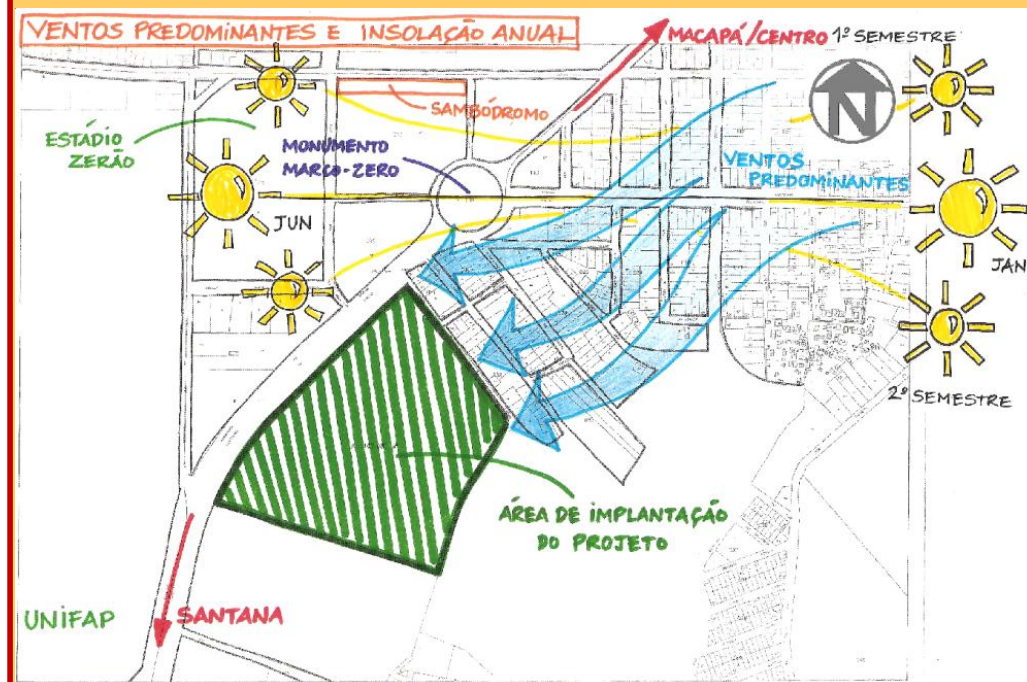 VENTOS PREDOMINANTES E INSOLAÇÃO ANUAL
MACAPÁ/CENTRO
1º SEMESTRE
SAMBÓDROMO
N
ESTÁDIO
ZERÃO
MONUMENTO
MARCO-ZERO
VENTOS
PREDOMINANTES
JUN
JAN
2º SEMESTRE
ÁREA DE IMPLANTAÇÃO
DO PROJETO
UNIFAP
SANTANA